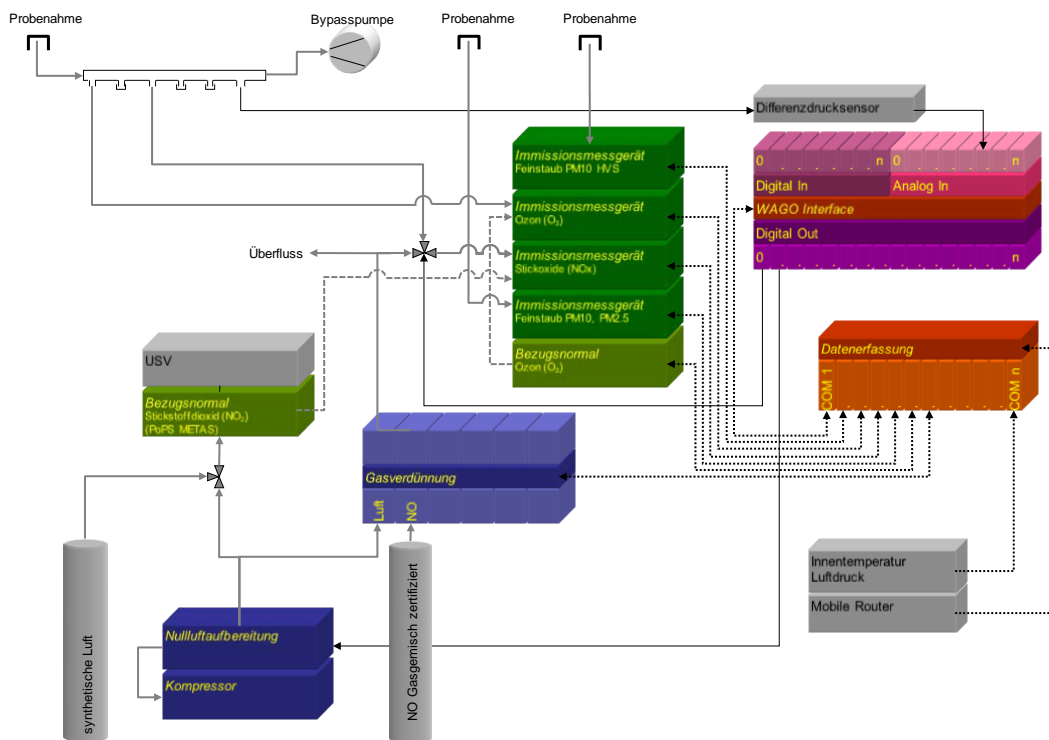 Probenahme
Bypasspumpe
Probenahme
Probenahme
Differenzdrucksensor
0 . . . . . . n 0 . . . . . . n
Digital In
Analog In
WAGO Interface
Digital Out
0 . . . . . . . . . . . . . . n
Immissionsmessgerät
Feinstaub PM10 HVS
Immissionsmessgerät
Ozon (O₃)
Immissionsmessgerät
Stickoxide (NOx)
Immissionsmessgerät
Feinstaub PM10, PM2.5
Bezugsnormal
Ozon (O₃)
Überfluss
USV
Bezugsnormal
Stickstoffdioxid (NO₂)
(PoPS METAS)
Datenerfassung
COM 1
COM n
Gasverdünnung
Luft
NO
Innentemperatur
Luftdruck
Mobile Router
synthetische Luft
Nullluftaufbereitung
Kompressor
NO Gasgemisch zertifiziert